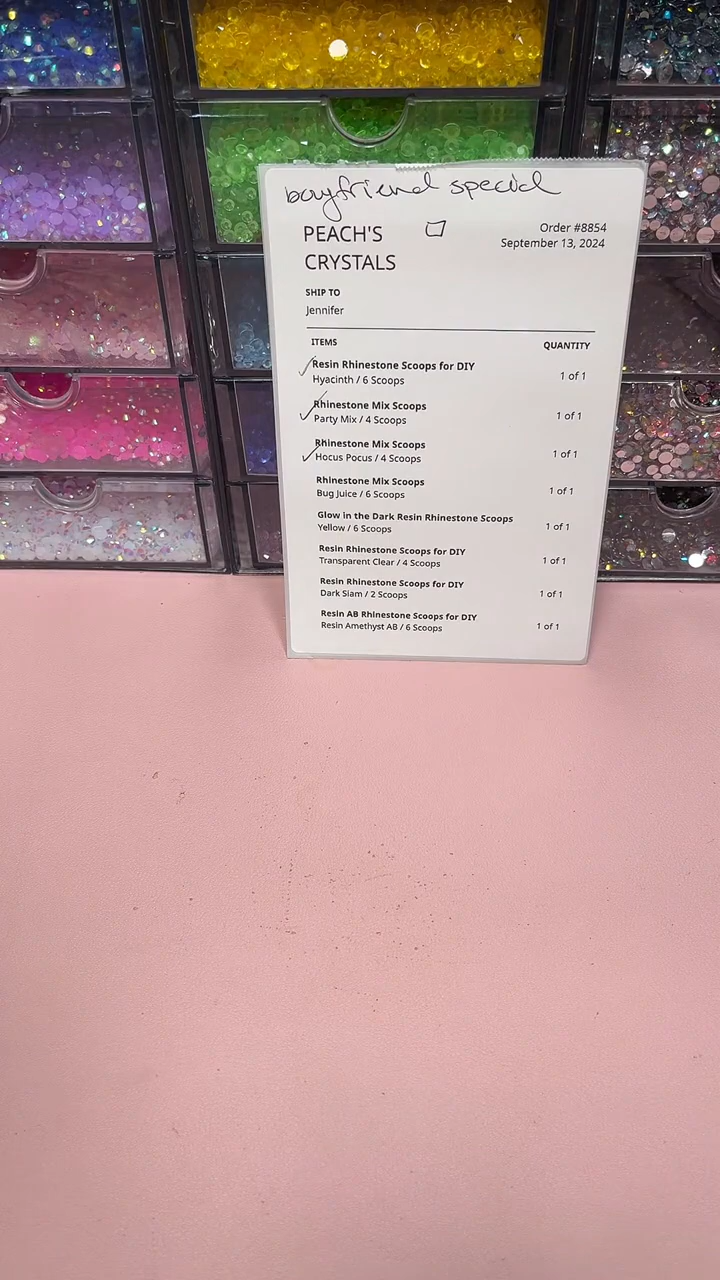 boyfriend special
PEACH'S
CRYSTALS
Order #8854
September 13, 2024
SHIP TO
Jennifer
ITEMS QUANTITY
Resin Rhinestone Scoops for DIY
Hyacinth / 6 Scoops 1 of 1
Rhinestone Mix Scoops
Party Mix / 4 Scoops 1 of 1
Rhinestone Mix Scoops
Hocus Pocus / 4 Scoops 1 of 1
Rhinestone Mix Scoops
Bug Juice / 6 Scoops 1 of 1
Glow in the Dark Resin Rhinestone Scoops
Yellow / 6 Scoops 1 of 1
Resin Rhinestone Scoops for DIY
Transparent Clear / 4 Scoops 1 of 1
Resin Rhinestone Scoops for DIY
Dark Siam / 2 Scoops 1 of 1
Resin AB Rhinestone Scoops for DIY
Resin Amethyst AB / 6 Scoops 1 of 1